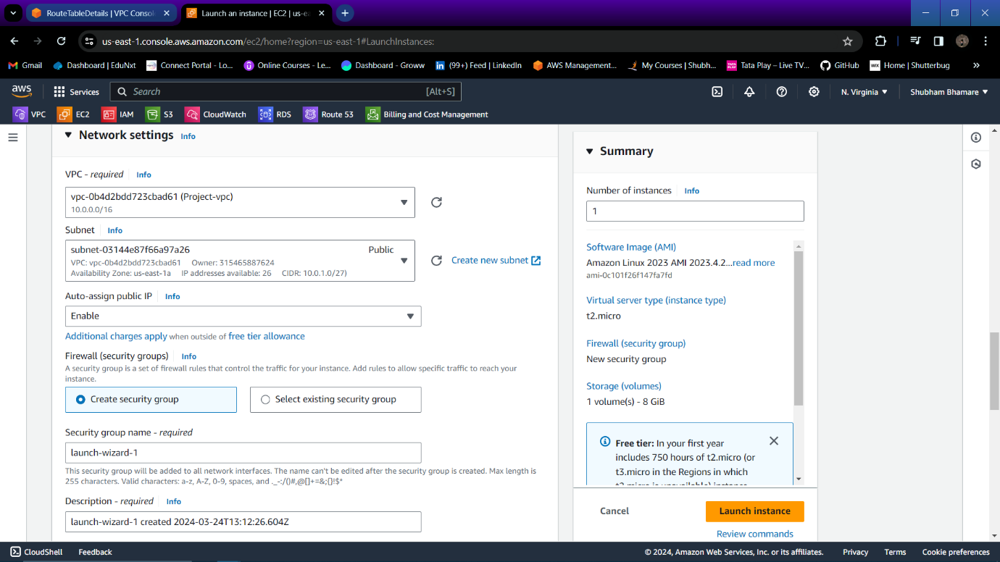 RouteTableDetails | VPC Consol
Launch an instance | EC2 | us-ea
us-east-1.console.aws.amazon.com/ec2/home?region=us-east-1#LaunchInstances:
Gmail
Dashboard | EduNxt
Connect Portal - Lo...
Online Courses - Le...
Dashboard - Groww
(99+) Feed | LinkedIn
AWS Management...
My Courses | Shubh...
Tata Play – Live TV...
GitHub
Home | Shutterbug
aws
Services
Search
[Alt+S]
N. Virginia
Shubham Bhamare
VPC
EC2
IAM
S3
CloudWatch
RDS
Route 53
Billing and Cost Management
Network settings Info
VPC - required Info
vpc-0b4d2bdd723cbad61 (Project-vpc)
10.0.0.0/16
Subnet Info
subnet-03144e87f66a97a26 Public
VPC: vpc-0b4d2bdd723cbad61 Owner: 315465887624
Availability Zone: us-east-1a IP addresses available: 26 CIDR: 10.0.1.0/27)
Create new subnet
Auto-assign public IP Info
Enable
Additional charges apply when outside of free tier allowance
Firewall (security groups) Info
A security group is a set of firewall rules that control the traffic for your instance. Add rules to allow specific traffic to reach your
instance.
Create security group
Select existing security group
Security group name - required
launch-wizard-1
This security group will be added to all network interfaces. The name can't be edited after the security group is created. Max length is
255 characters. Valid characters: a-z, A-Z, 0-9, spaces, and ._-:/()#,@[]+=&;{}!$*
Description - required Info
launch-wizard-1 created 2024-03-24T13:12:26.604Z
Summary
Number of instances Info
1
Software Image (AMI)
Amazon Linux 2023 AMI 2023.4.2...read more
ami-0c101f26f147fa7fd
Virtual server type (instance type)
t2.micro
Firewall (security group)
New security group
Storage (volumes)
1 volume(s) - 8 GiB
Free tier: In your first year
includes 750 hours of t2.micro (or
t3.micro in the Regions in which
t2.micro is unavailable) instance
Cancel
Launch instance
Review commands
CloudShell
Feedback
© 2024, Amazon Web Services, Inc. or its affiliates.
Privacy
Terms
Cookie preferences